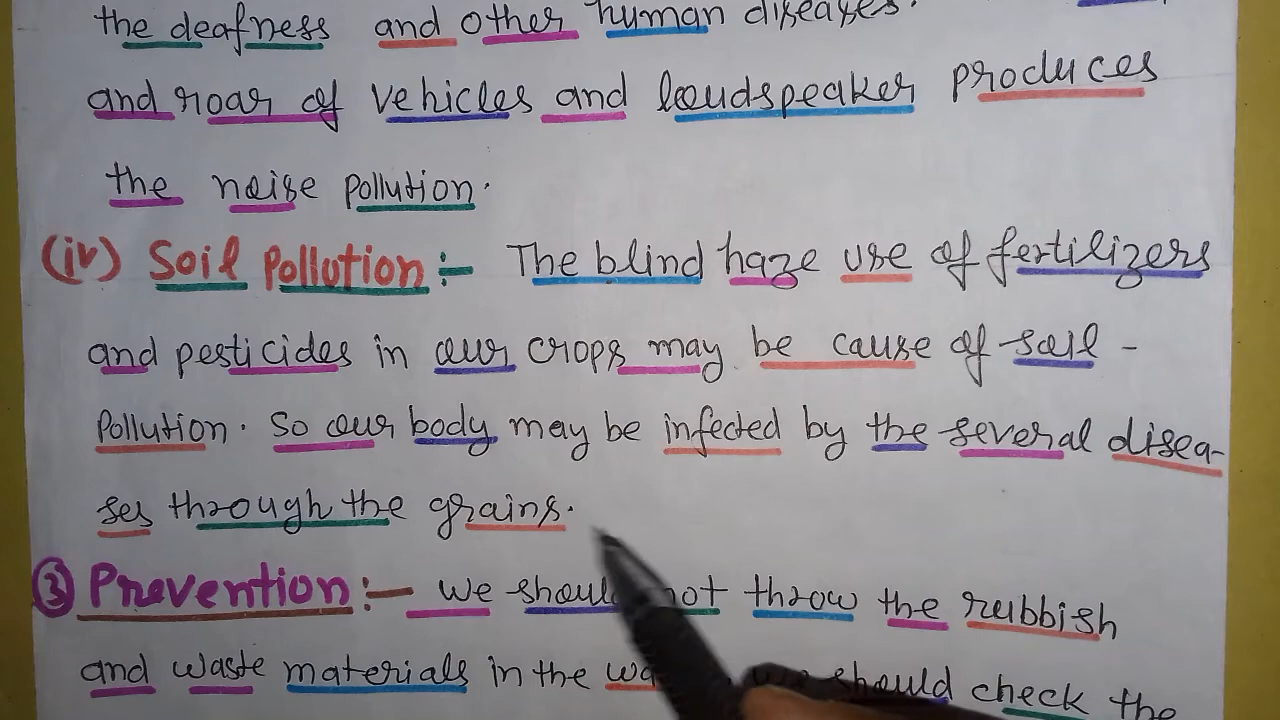 the deafness and other human diseases.
and roar of vehicles and loudspeaker produces
the noise pollution.
(iv) Soil Pollution :- The blind haze use of fertilizers
and pesticides in our crops may be cause of soil -
Pollution. So our body may be infected by the several disea-
ses through the grains.
③ Prevention :- we should not throw the rubbish
and waste materials in the we should check the